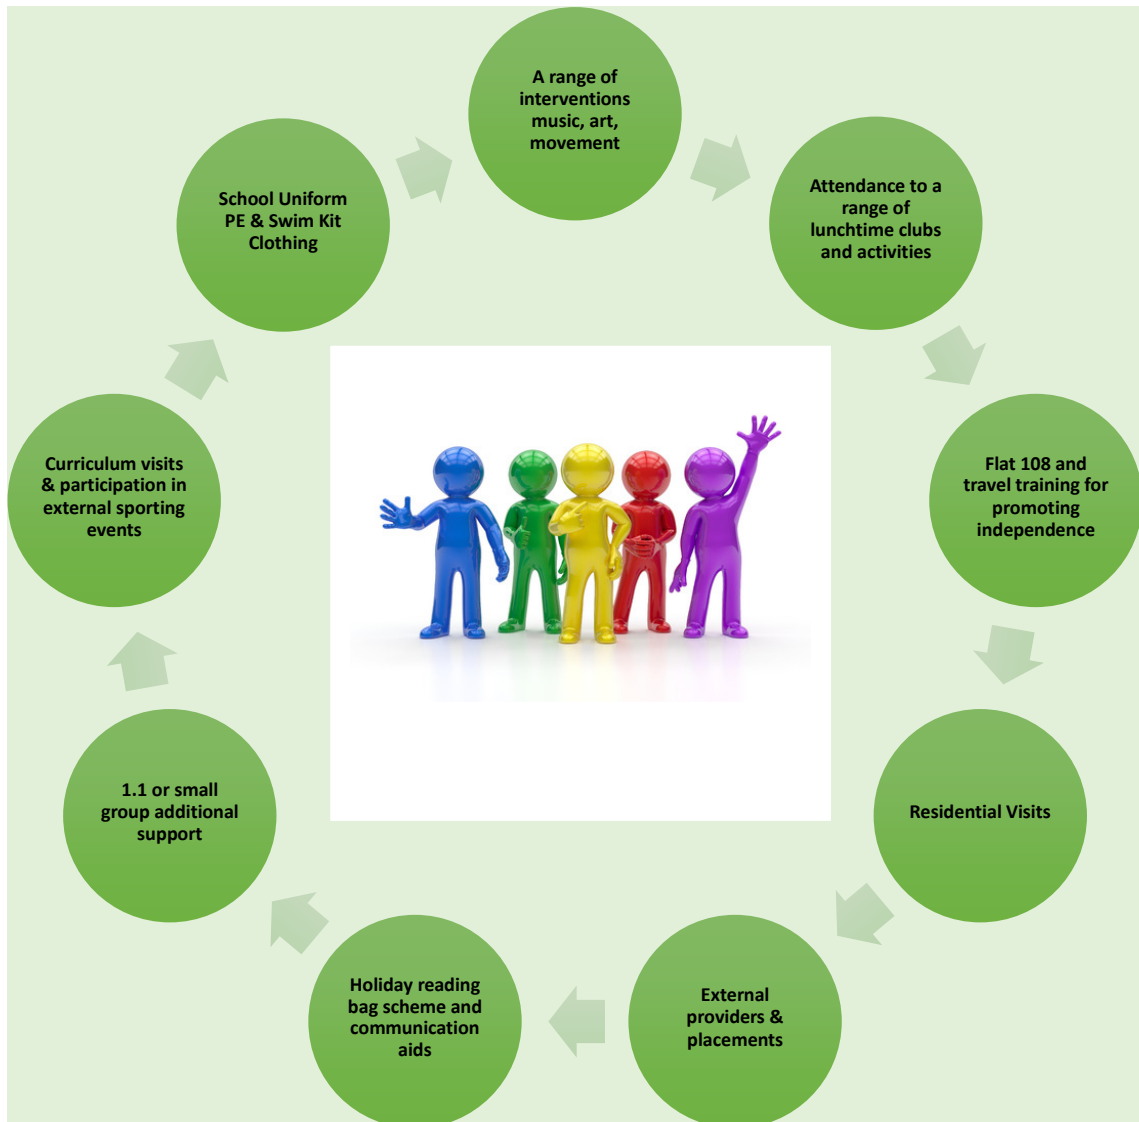 A range of
interventions
music, art,
movement
Attendance to a
range of
lunchtime clubs
and activities
Flat 108 and
travel training for
promoting
independence
Residential Visits
External
providers &
placements
Holiday reading
bag scheme and
communication
aids
1.1 or small
group additional
support
Curriculum visits
& participation in
external sporting
events
School Uniform
PE & Swim Kit
Clothing